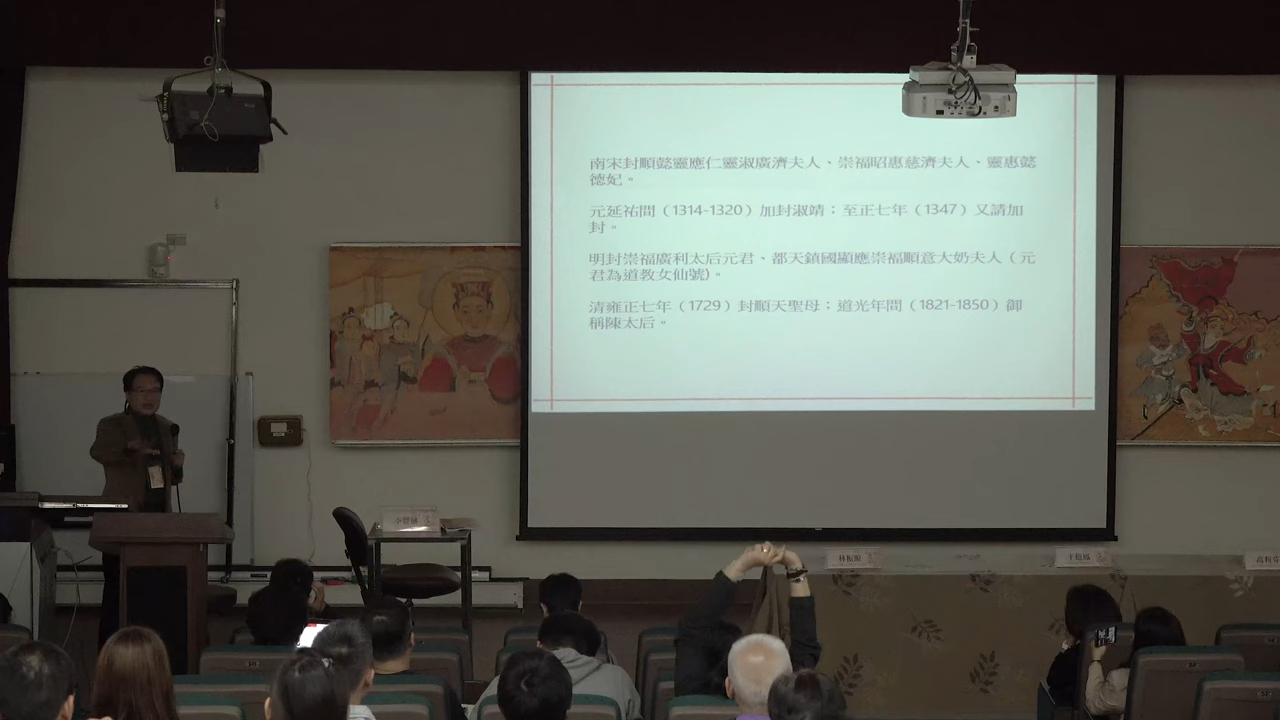 南宋封順懿靈應仁靈淑廣濟夫人、崇福昭惠慈濟夫人、靈惠懿
德妃。
元延祐間（1314-1320）加封淑靖；至正七年（1347）又請加
封。
明封崇福廣利太后元君、都天鎮國顯應崇福順意大奶夫人（元
君為道教女仙號)。
清雍正七年（1729）封順天聖母；道光年間（1821-1850）御
稱陳太后。